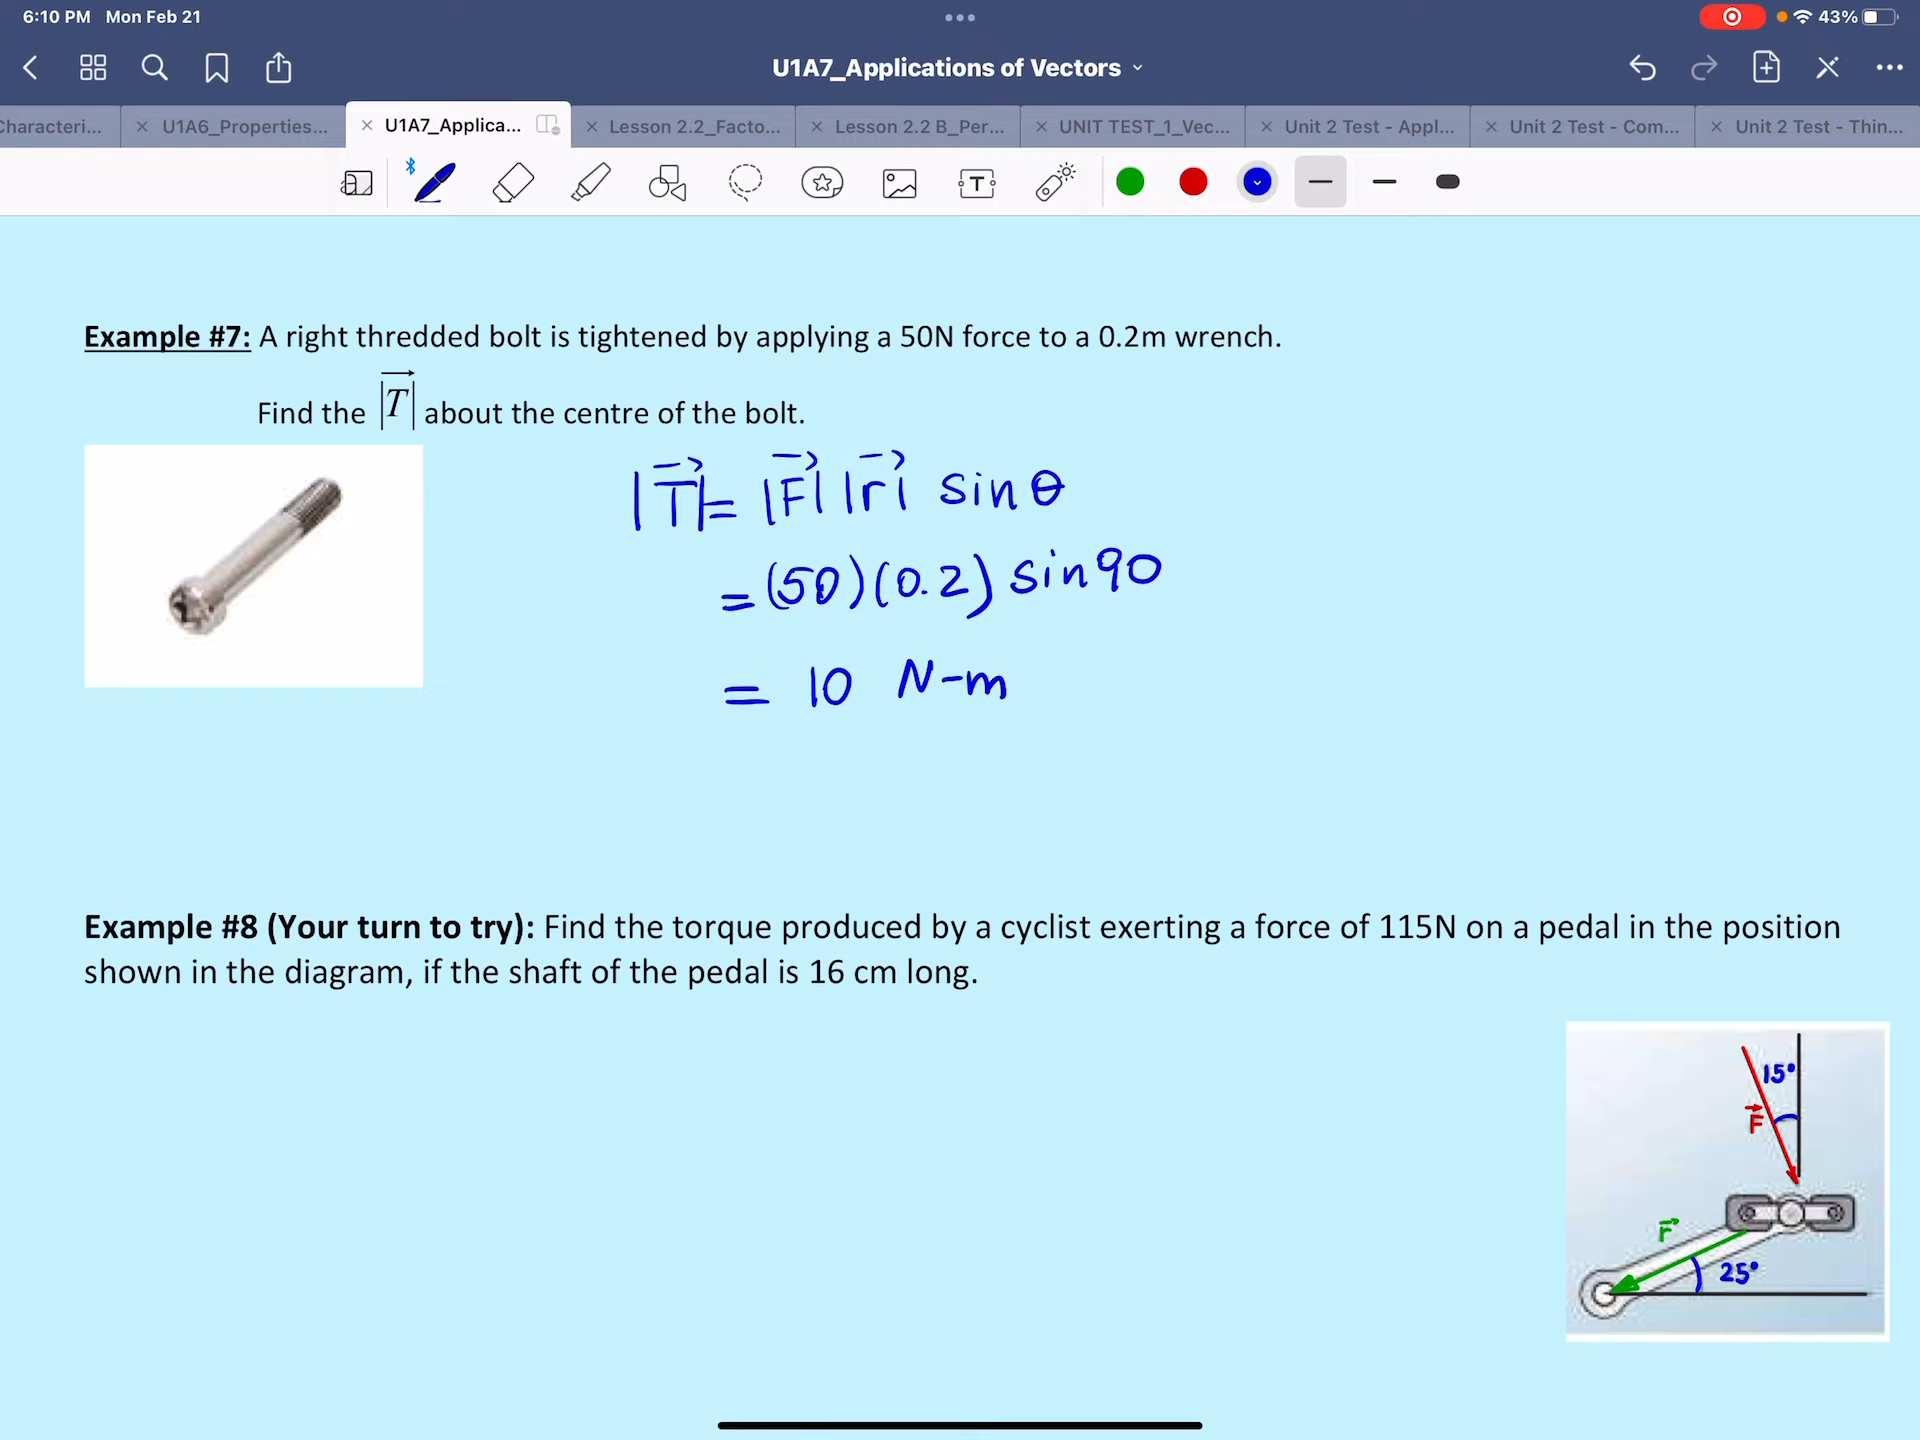 6:10 PM Mon Feb 21
43%
U1A7_Applications of Vectors
Characteri...
U1A6_Properties...
U1A7_Applica...
Lesson 2.2_Facto...
Lesson 2.2 B_Per...
UNIT TEST_1_Vec...
Unit 2 Test - Appl...
Unit 2 Test - Com...
Unit 2 Test - Thin...
T
Example #7: A right thredded bolt is tightened by applying a 50N force to a 0.2m wrench.
Find the |T⃗| about the centre of the bolt.
|T⃗| = |F⃗| |r⃗| sin θ
= (50)(0.2) sin 90
= 10 N-m
Example #8 (Your turn to try): Find the torque produced by a cyclist exerting a force of 115N on a pedal in the position
shown in the diagram, if the shaft of the pedal is 16 cm long.
15°
F⃗
r⃗
25°